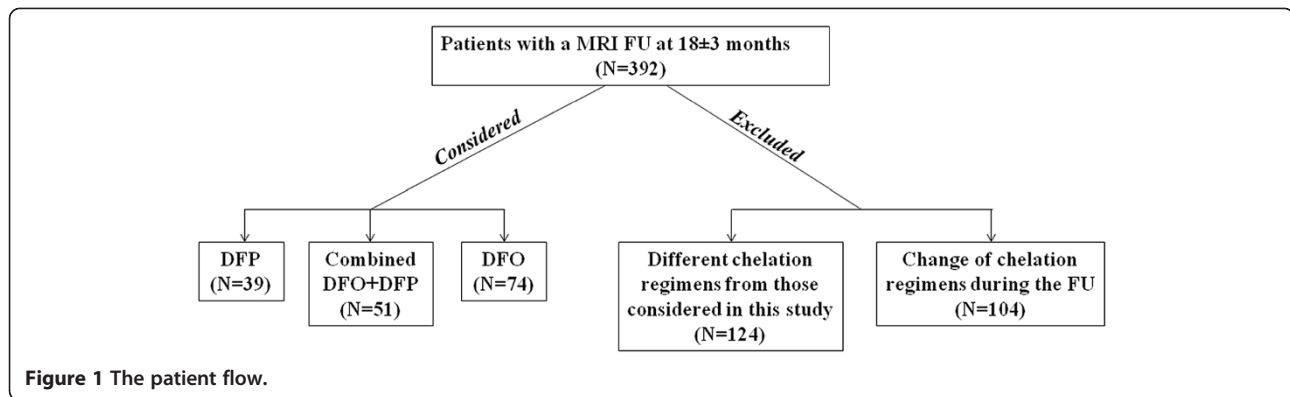 Patients with a MRI FU at 18±3 months
(N=392)
Considered
Excluded
DFP
(N=39)
Combined
DFO+DFP
(N=51)
DFO
(N=74)
Different chelation
regimens from those
considered in this study
(N=124)
Change of chelation
regimens during the FU
(N=104)
Figure 1 The patient flow.